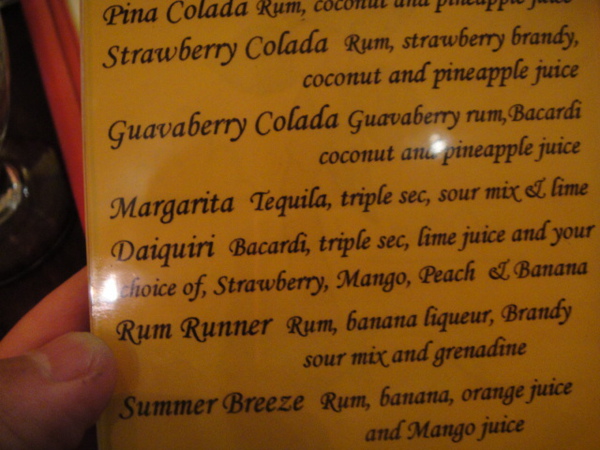 Pina Colada Rum, coconut and pineapple juice
Strawberry Colada Rum, strawberry brandy,
coconut and pineapple juice
Guavaberry Colada Guavaberry rum,Bacardi
coconut and pineapple juice
Margarita Tequila, triple sec, sour mix & lime
Daiquiri Bacardi, triple sec, lime juice and your
choice of, Strawberry, Mango, Peach & Banana
Rum Runner Rum, banana liqueur, Brandy
sour mix and grenadine
Summer Breeze Rum, banana, orange juice
and Mango juice